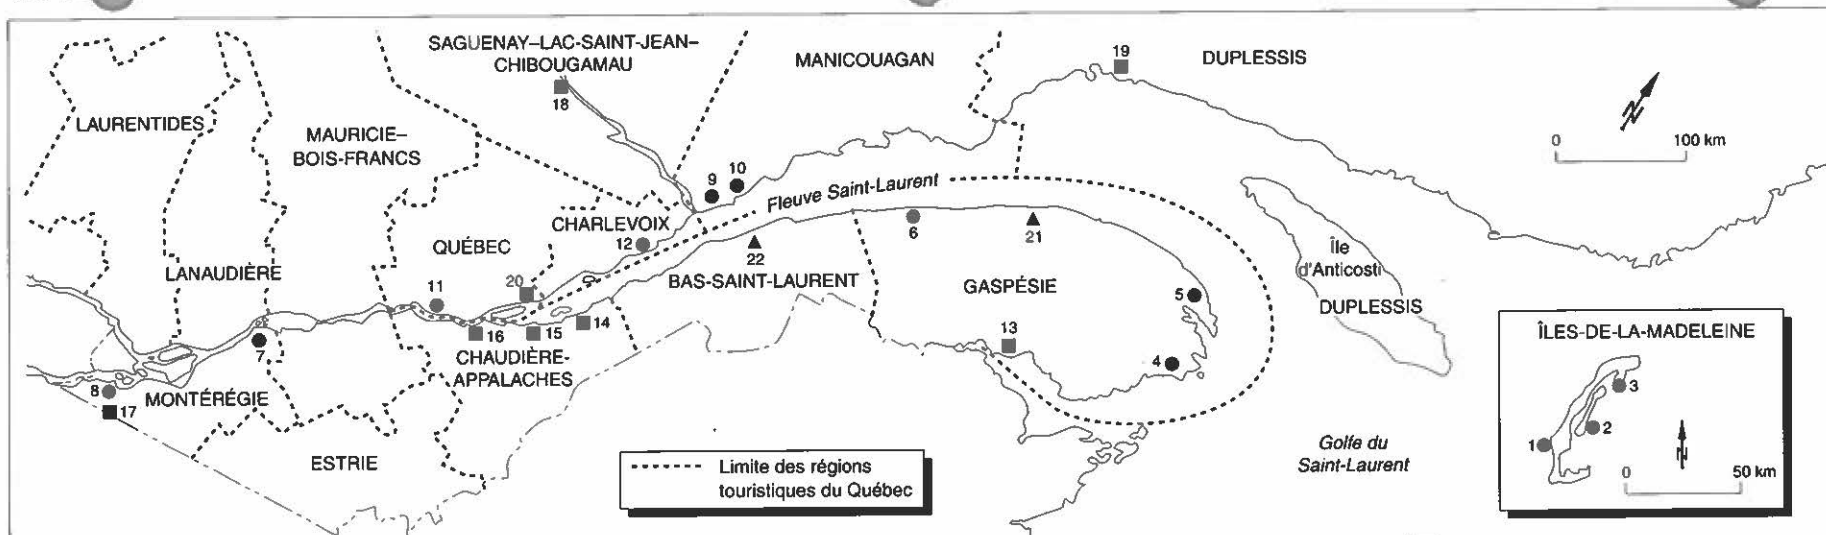 SAGUENAY–LAC-SAINT-JEAN–
CHIBOUGAMAU
MANICOUAGAN
19
DUPLESSIS
18
LAURENTIDES
MAURICIE–
BOIS-FRANCS
0
100 km
9
10
Fleuve Saint-Laurent
CHARLEVOIX
12
6
21
22
QUÉBEC
LANAUDIÈRE
20
BAS-SAINT-LAURENT
GASPÉSIE
Île
d'Anticosti
DUPLESSIS
11
5
7
16
15
14
13
CHAUDIÈRE-
APPALACHES
4
8
17
MONTÉRÉGIE
ESTRIE
Limite des régions
touristiques du Québec
Golfe du
Saint-Laurent
ÎLES-DE-LA-MADELEINE
3
2
1
0
50 km